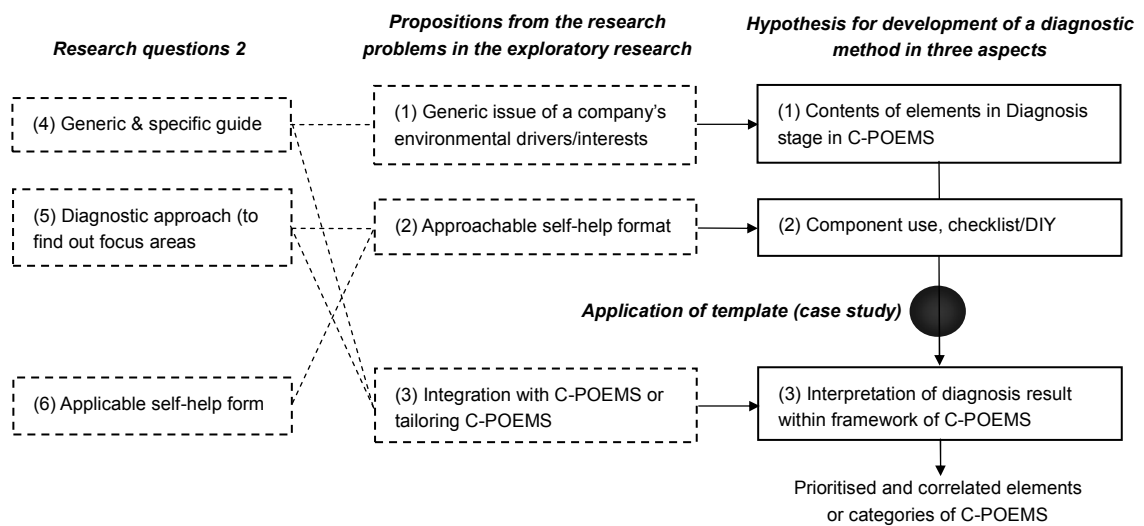 Research questions 2
Propositions from the research
problems in the exploratory research
Hypothesis for development of a diagnostic
method in three aspects
(4) Generic & specific guide
(1) Generic issue of a company's
environmental drivers/interests
(1) Contents of elements in Diagnosis
stage in C-POEMS
(5) Diagnostic approach (to
find out focus areas
(2) Approachable self-help format
(2) Component use, checklist/DIY
Application of template (case study)
(6) Applicable self-help form
(3) Integration with C-POEMS or
tailoring C-POEMS
(3) Interpretation of diagnosis result
within framework of C-POEMS
Prioritised and correlated elements
or categories of C-POEMS